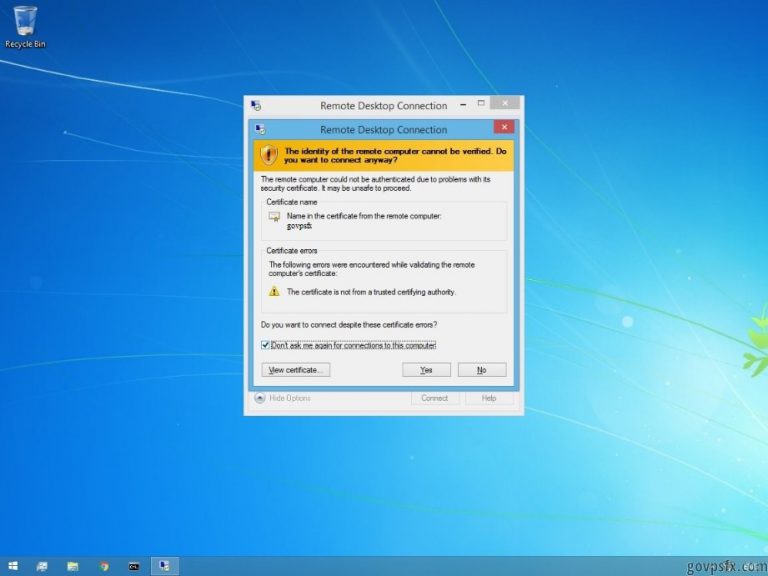 Recycle Bin
Remote Desktop Connection
Remote Desktop Connection
The identity of the remote computer cannot be verified. Do
you want to connect anyway?
The remote computer could not be authenticated due to problems with its
security certificate. It may be unsafe to proceed.
Certificate name
Name in the certificate from the remote computer:
govpsfx
Certificate errors
The following errors were encountered while validating the remote
computer's certificate:
The certificate is not from a trusted certifying authority.
Do you want to connect despite these certificate errors?
Don't ask me again for connections to this computer
View certificate...
Yes
No
Hide Options
Connect
Help
govpsfx.com